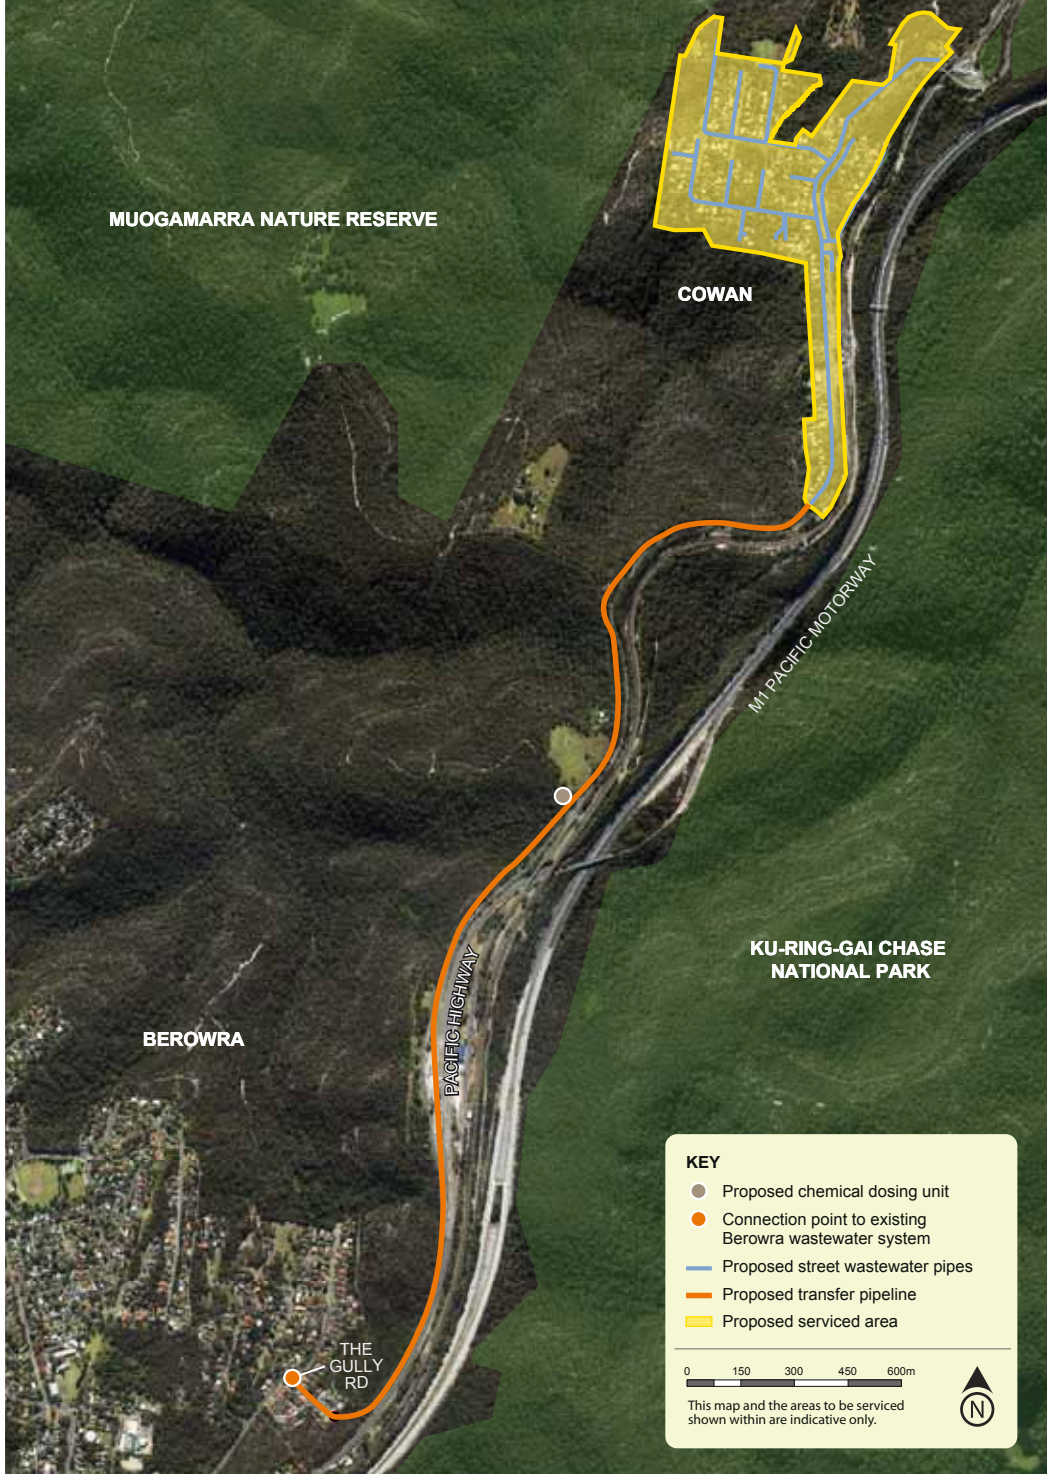 MUOGAMARRA NATURE RESERVE
COWAN
M1 PACIFIC MOTORWAY
KU-RING-GAI CHASE
NATIONAL PARK
PACIFIC HIGHWAY
BEROWRA
THE
GULLY
RD
KEY
Proposed chemical dosing unit
Connection point to existing
Berowra wastewater system
Proposed street wastewater pipes
Proposed transfer pipeline
Proposed serviced area
0 150 300 450 600m
This map and the areas to be serviced
shown within are indicative only.
N